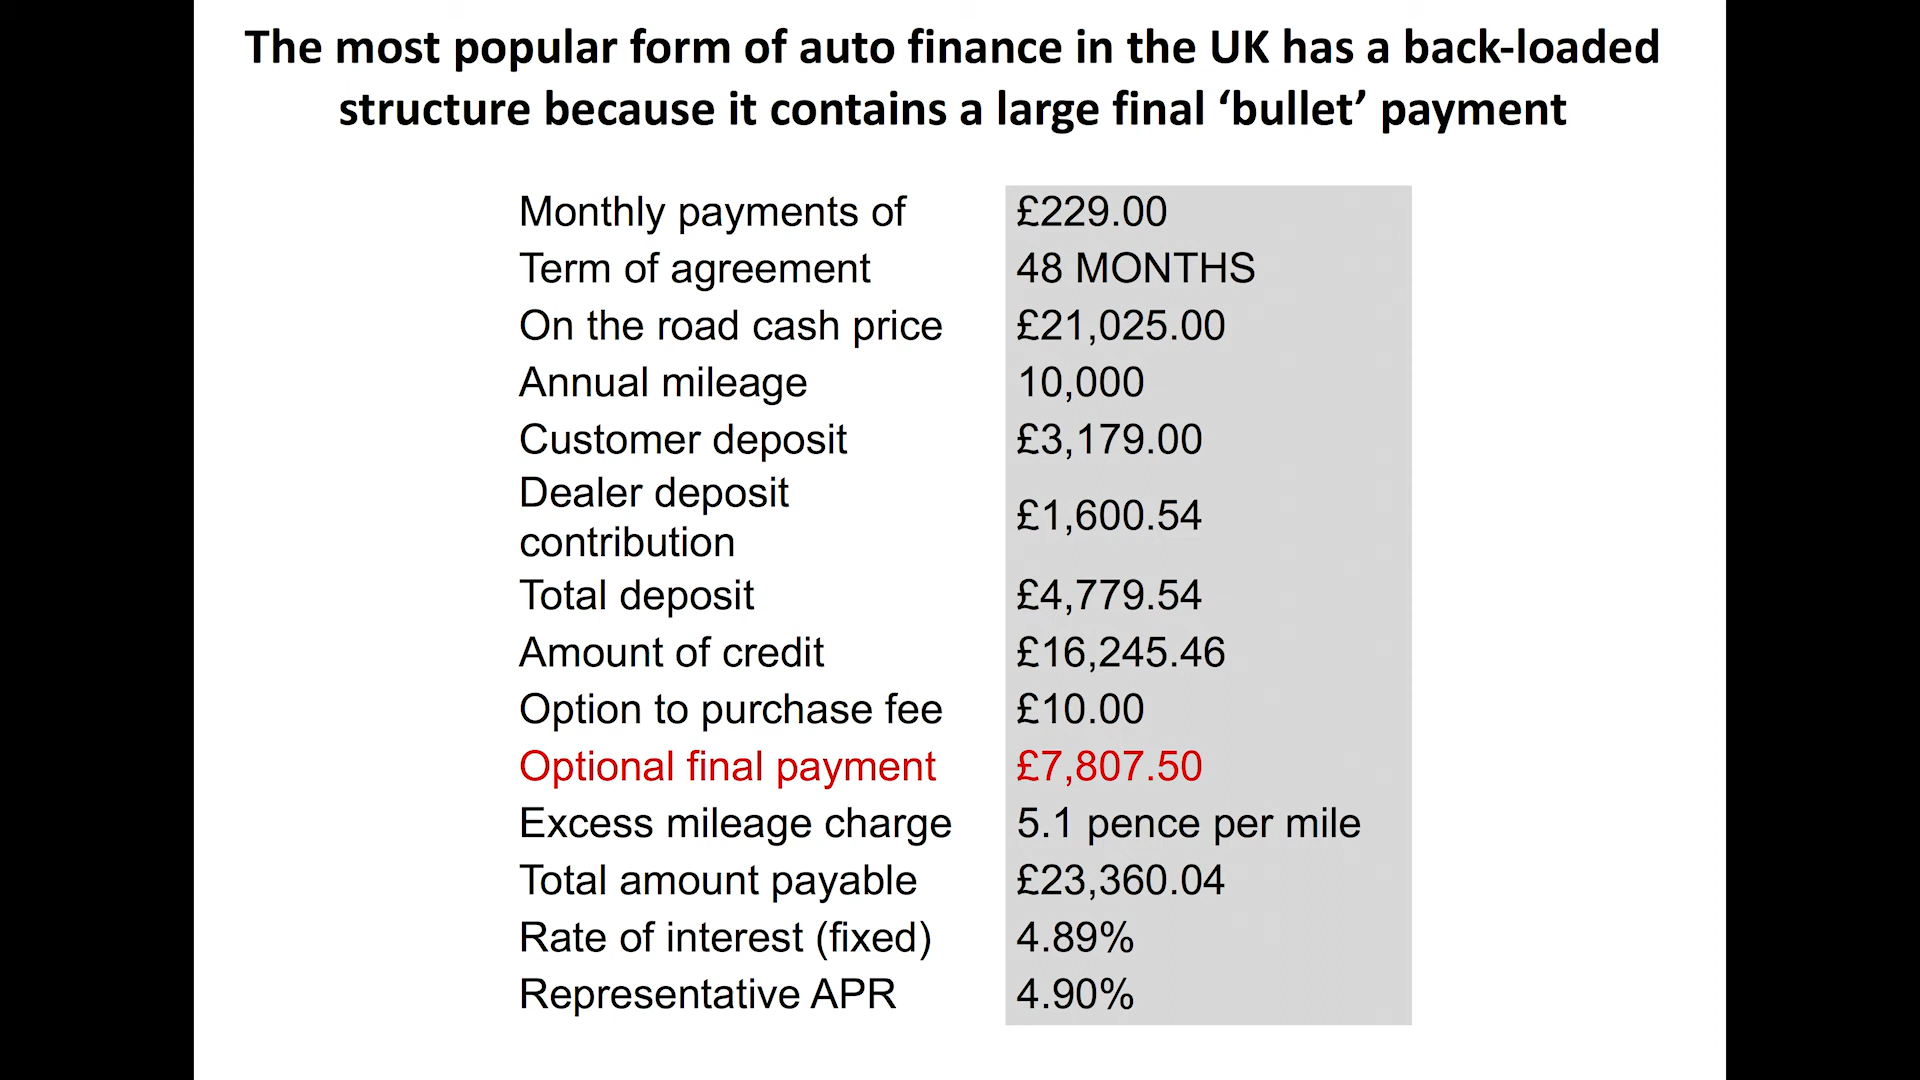 The most popular form of auto finance in the UK has a back-loaded
structure because it contains a large final ‘bullet’ payment
Monthly payments of £229.00
Term of agreement 48 MONTHS
On the road cash price £21,025.00
Annual mileage 10,000
Customer deposit £3,179.00
Dealer deposit
contribution £1,600.54
Total deposit £4,779.54
Amount of credit £16,245.46
Option to purchase fee £10.00
Optional final payment £7,807.50
Excess mileage charge 5.1 pence per mile
Total amount payable £23,360.04
Rate of interest (fixed) 4.89%
Representative APR 4.90%